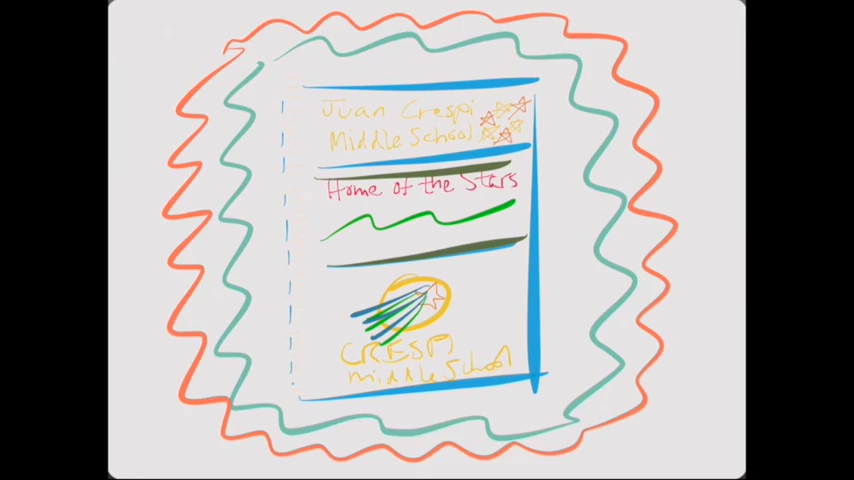 Juan Crespi
Middle School
Home of the Stars
CRESPI
middle School